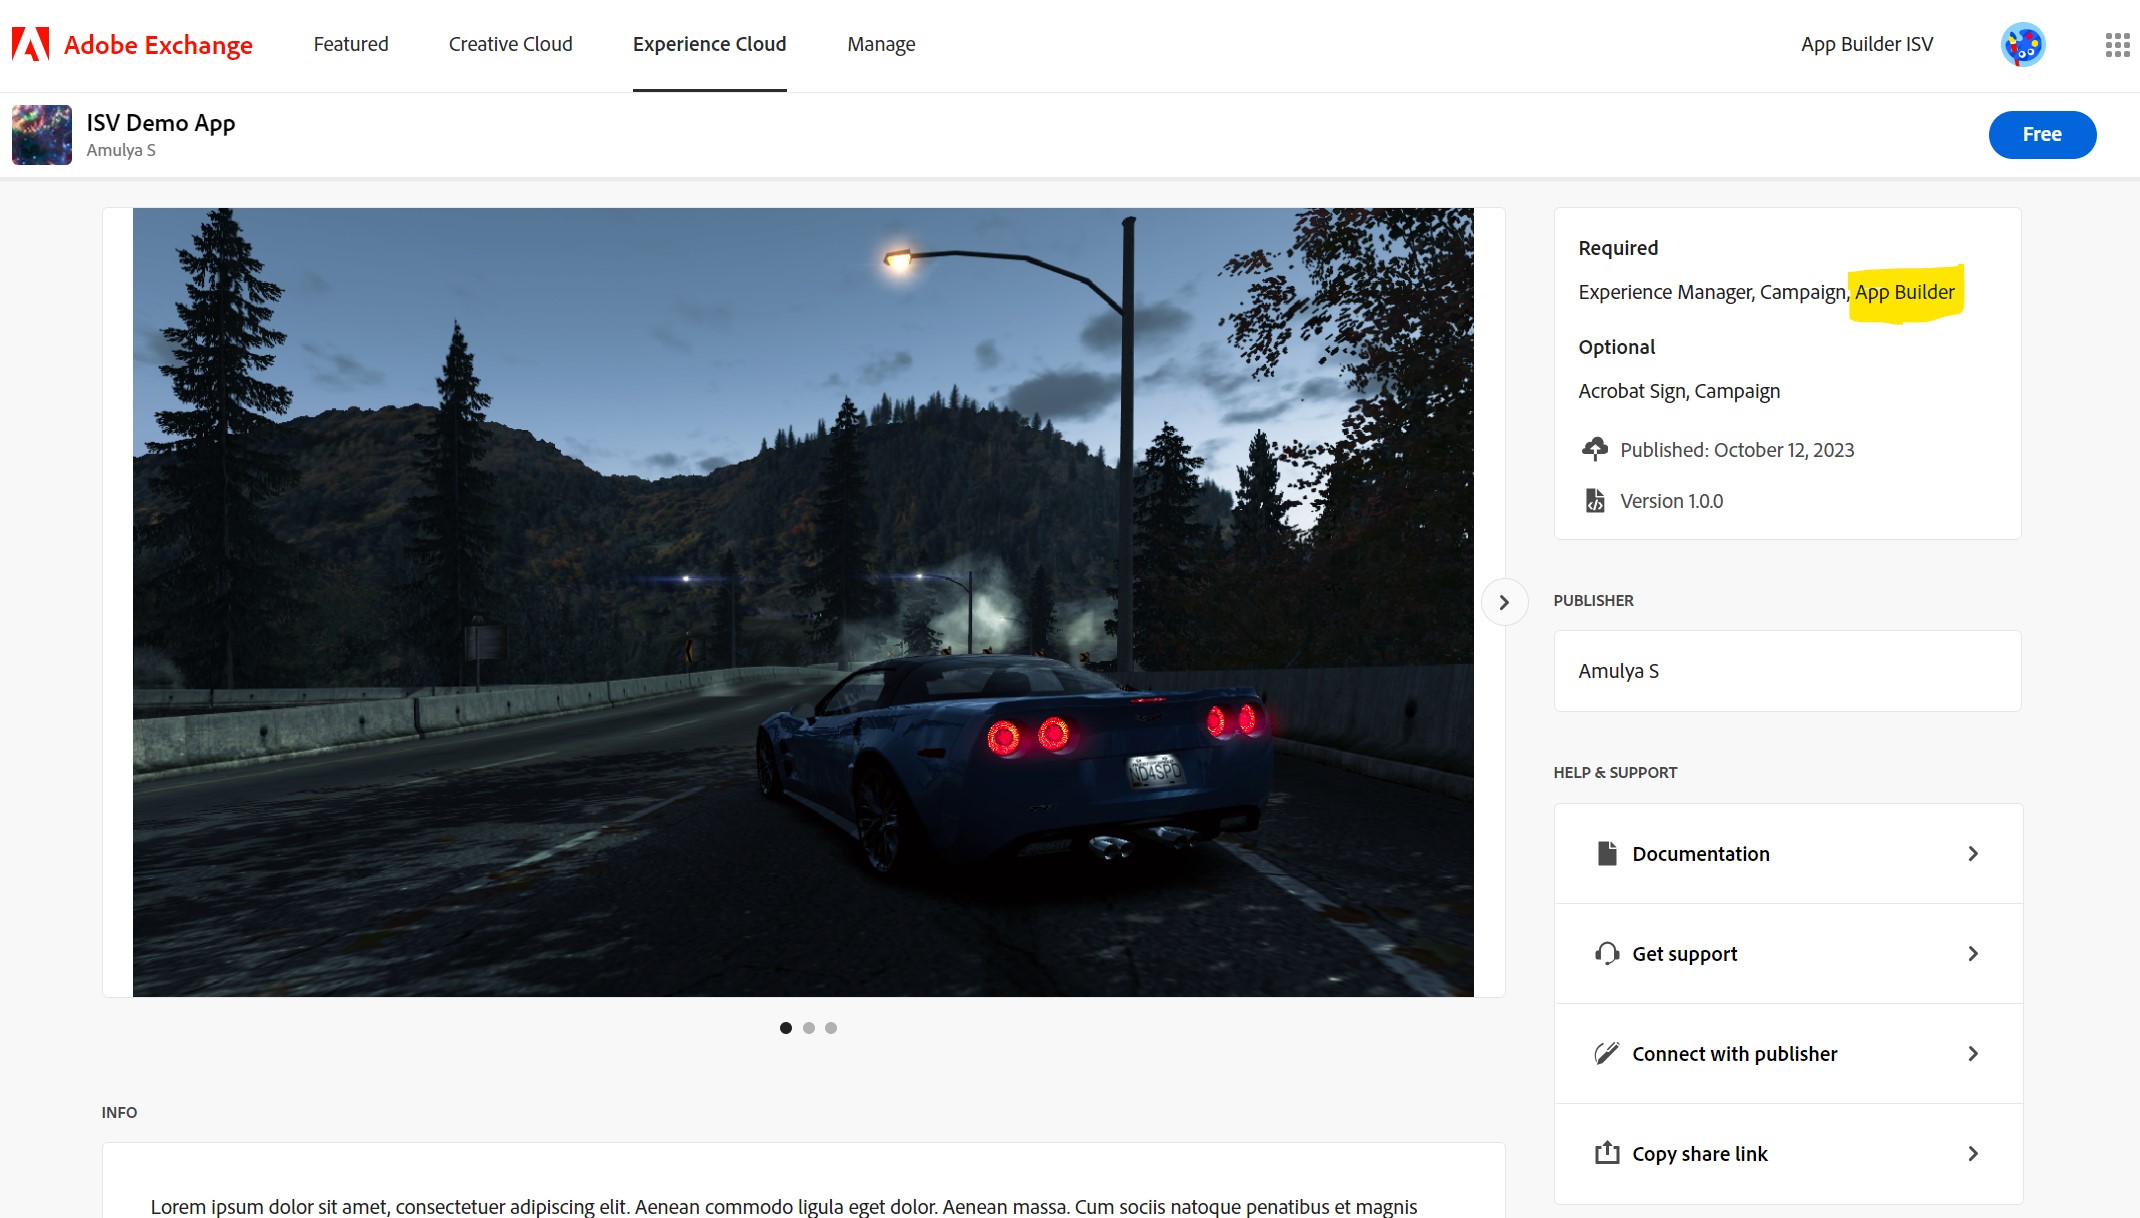 Adobe Exchange
Featured
Creative Cloud
Experience Cloud
Manage
App Builder ISV
ISV Demo App
Amulya S
Free
Required
Experience Manager, Campaign, App Builder
Optional
Acrobat Sign, Campaign
Published: October 12, 2023
Version 1.0.0
ND4SPD
PUBLISHER
Amulya S
HELP & SUPPORT
Documentation
Get support
Connect with publisher
Copy share link
INFO
Lorem ipsum dolor sit amet, consectetuer adipiscing elit. Aenean commodo ligula eget dolor. Aenean massa. Cum sociis natoque penatibus et magnis